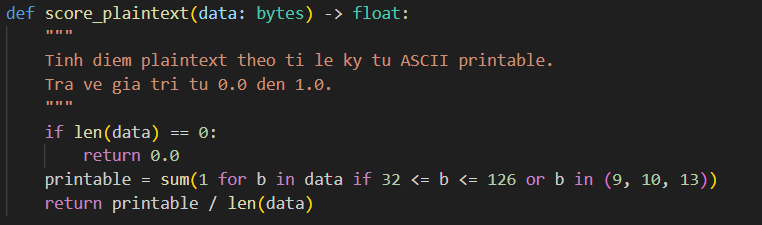 def score_plaintext(data: bytes) -> float:
    """
    Tinh diem plaintext theo ti le ky tu ASCII printable.
    Tra ve gia tri tu 0.0 den 1.0.
    """
    if len(data) == 0:
        return 0.0
    printable = sum(1 for b in data if 32 <= b <= 126 or b in (9, 10, 13))
    return printable / len(data)